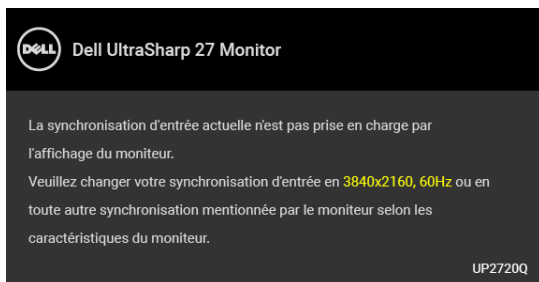 DELL Dell UltraSharp 27 Monitor
La synchronisation d'entrée actuelle n'est pas prise en charge par
l'affichage du moniteur.
Veuillez changer votre synchronisation d'entrée en 3840x2160, 60Hz ou en
toute autre synchronisation mentionnée par le moniteur selon les
caractéristiques du moniteur.
UP2720Q